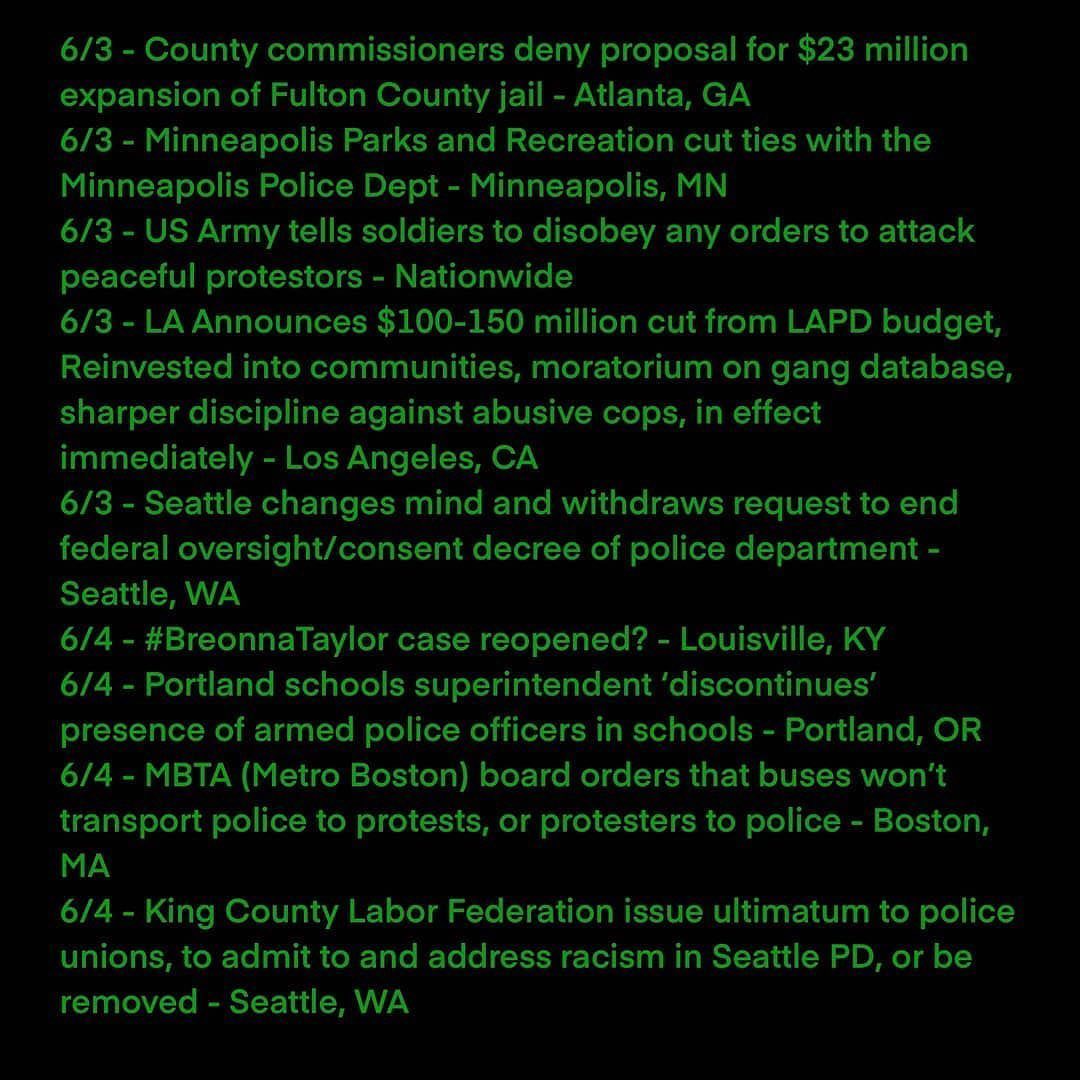 6/3 - County commissioners deny proposal for $23 million
expansion of Fulton County jail - Atlanta, GA
6/3 - Minneapolis Parks and Recreation cut ties with the
Minneapolis Police Dept - Minneapolis, MN
6/3 - US Army tells soldiers to disobey any orders to attack
peaceful protestors - Nationwide
6/3 - LA Announces $100-150 million cut from LAPD budget,
Reinvested into communities, moratorium on gang database,
sharper discipline against abusive cops, in effect
immediately - Los Angeles, CA
6/3 - Seattle changes mind and withdraws request to end
federal oversight/consent decree of police department -
Seattle, WA
6/4 - #BreonnaTaylor case reopened? - Louisville, KY
6/4 - Portland schools superintendent ‘discontinues’
presence of armed police officers in schools - Portland, OR
6/4 - MBTA (Metro Boston) board orders that buses won’t
transport police to protests, or protesters to police - Boston,
MA
6/4 - King County Labor Federation issue ultimatum to police
unions, to admit to and address racism in Seattle PD, or be
removed - Seattle, WA